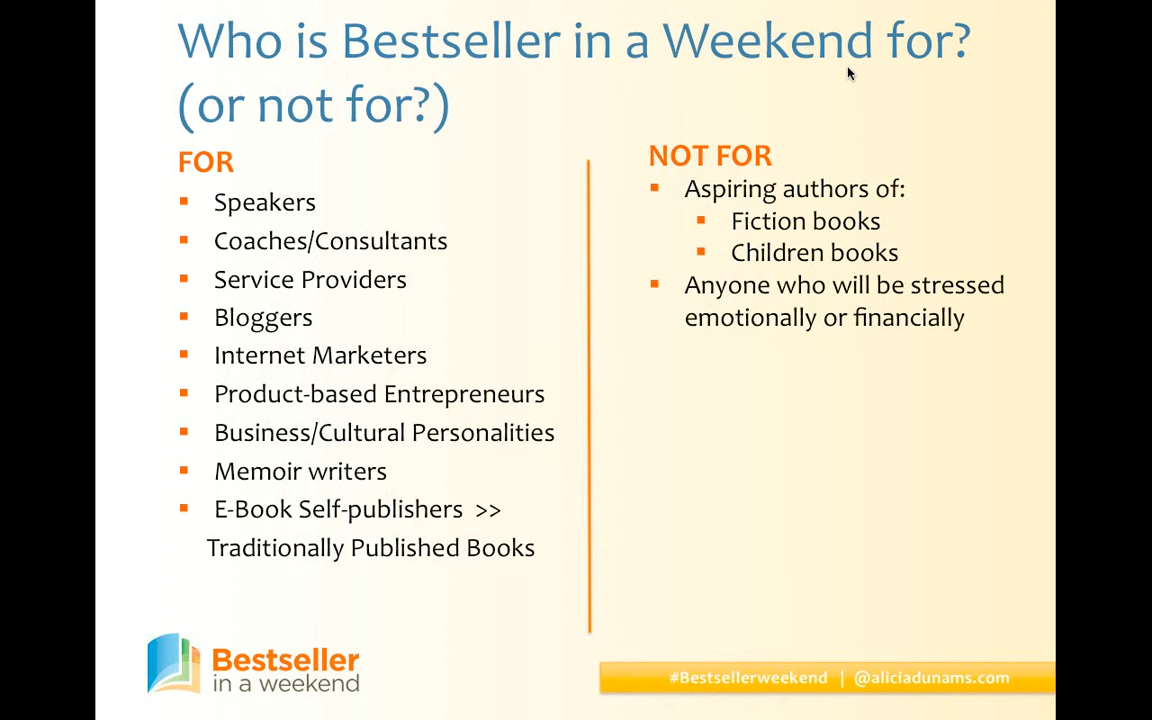 Who is Bestseller in a Weekend for?
(or not for?)
FOR
Speakers
Coaches/Consultants
Service Providers
Bloggers
Internet Marketers
Product-based Entrepreneurs
Business/Cultural Personalities
Memoir writers
E-Book Self-publishers >>
Traditionally Published Books
NOT FOR
Aspiring authors of:
Fiction books
Children books
Anyone who will be stressed
emotionally or financially
Bestseller
in a weekend
#Bestsellerweekend | @aliciadunams.com